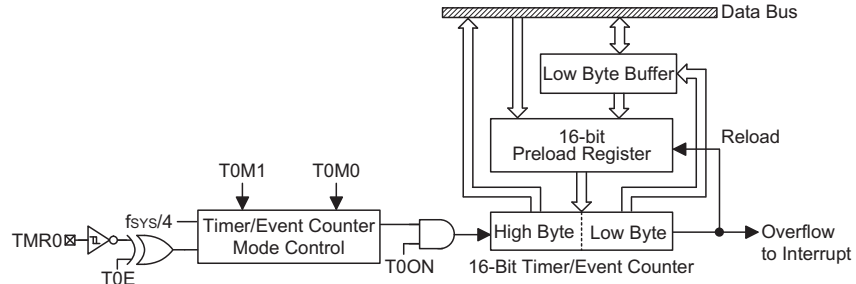 Data Bus
Low Byte Buffer
16-bit
Preload Register
Reload
T0M1
T0M0
fSYS/4
Timer/Event Counter
Mode Control
TMR0
T0E
T0ON
High Byte
Low Byte
Overflow
to Interrupt
16-Bit Timer/Event Counter